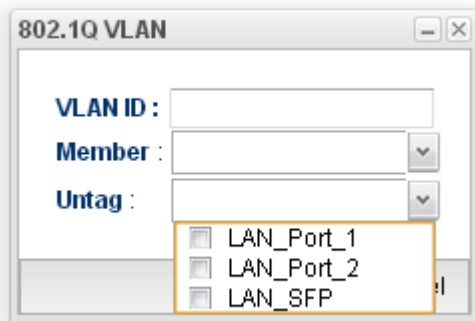 802.1Q VLAN
VLAN ID :
Member :
Untag :
LAN_Port_1
LAN_Port_2
LAN_SFP